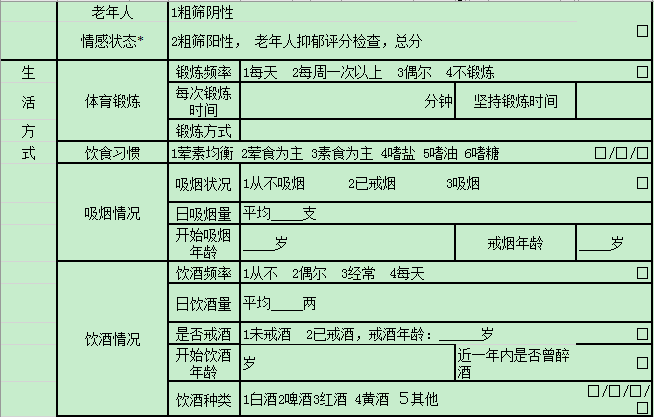 老年人
情感状态*
1粗筛阴性
2粗筛阳性， 老年人抑郁评分检查，总分
□
生
活
方
式
体育锻炼
锻炼频率
1每天 2每周一次以上 3偶尔 4不锻炼
□
每次锻炼
时间
分钟
坚持锻炼时间
锻炼方式
饮食习惯
1荤素均衡 2荤食为主 3素食为主 4嗜盐 5嗜油 6嗜糖
□/□/□
吸烟情况
吸烟状况
1从不吸烟 2已戒烟 3吸烟
□
日吸烟量
平均_____支
开始吸烟
年龄
_____岁
戒烟年龄
_____岁
饮酒情况
饮酒频率
1从不 2偶尔 3经常 4每天
□
日饮酒量
平均_____两
是否戒酒
1未戒酒 2已戒酒，戒酒年龄：______岁
□
开始饮酒
年龄
岁
近一年内是否曾醉
酒
□
饮酒种类
1白酒2啤酒3红酒 4黄酒 5其他
□/□/□/
□